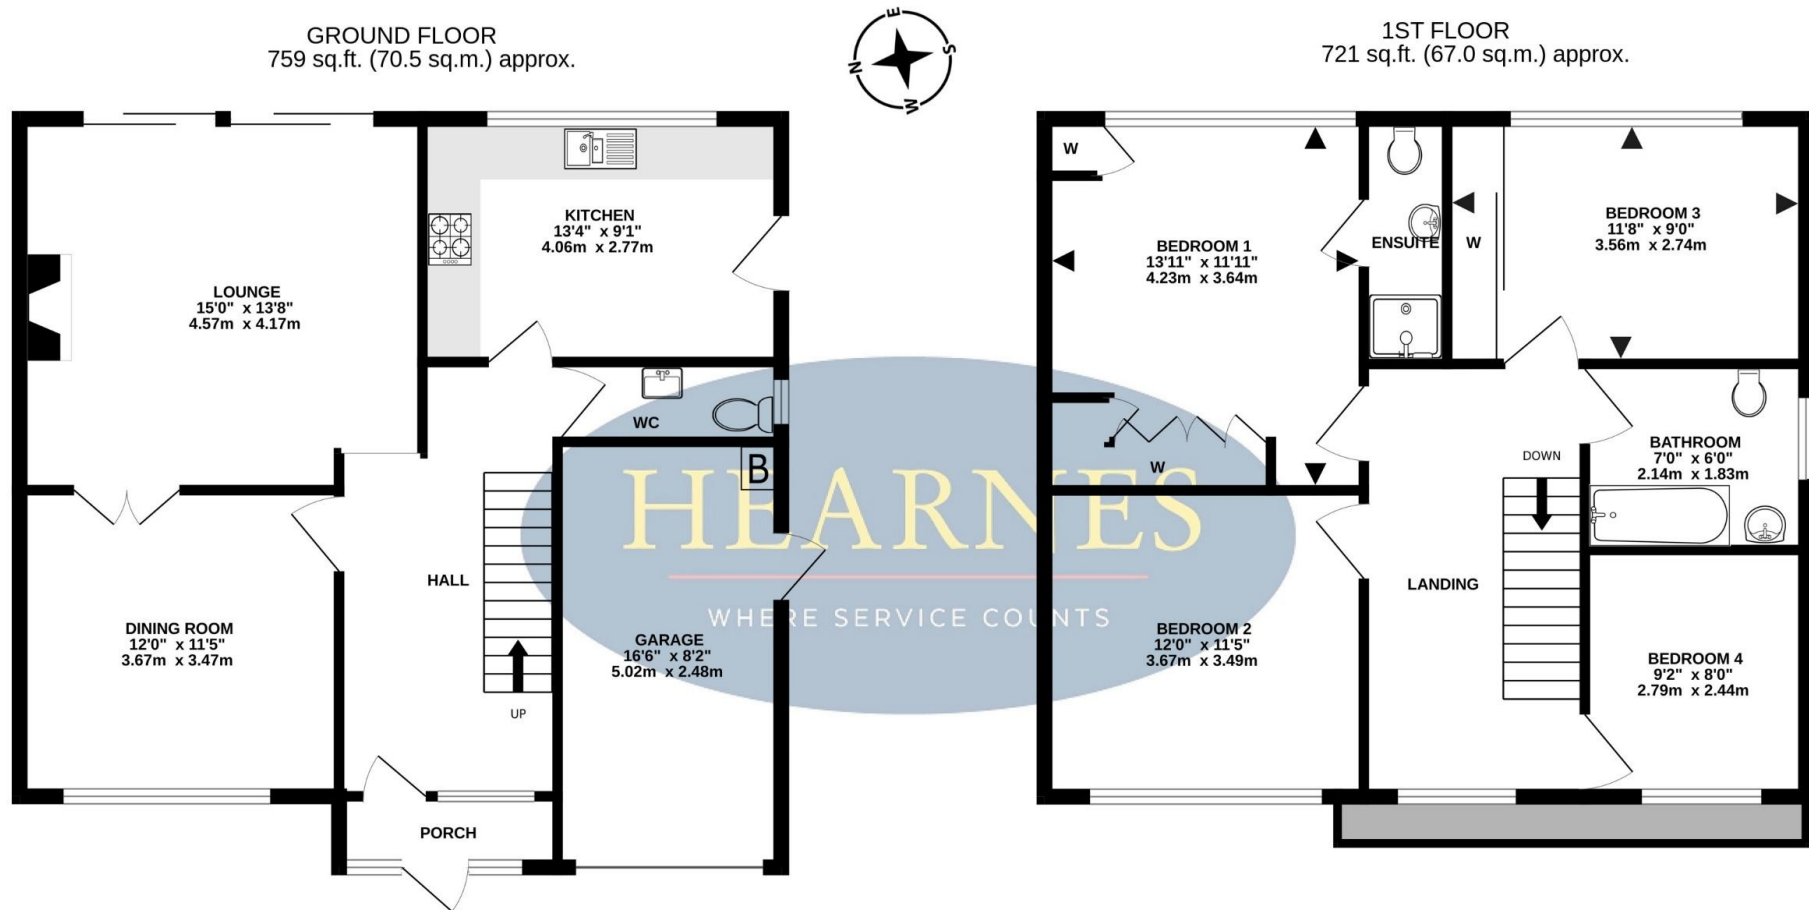 GROUND FLOOR
759 sq.ft. (70.5 sq.m.) approx.
E
N
S
W
1ST FLOOR
721 sq.ft. (67.0 sq.m.) approx.
KITCHEN
13'4" x 9'1"
4.06m x 2.77m
LOUNGE
15'0" x 13'8"
4.57m x 4.17m
WC
B
HALL
DINING ROOM
12'0" x 11'5"
3.67m x 3.47m
GARAGE
16'6" x 8'2"
5.02m x 2.48m
UP
PORCH
HEARNES
WHERE SERVICE COUNTS
W
BEDROOM 1
13'11" x 11'11"
4.23m x 3.64m
ENSUITE
W
BEDROOM 3
11'8" x 9'0"
3.56m x 2.74m
W
DOWN
BATHROOM
7'0" x 6'0"
2.14m x 1.83m
LANDING
BEDROOM 2
12'0" x 11'5"
3.67m x 3.49m
BEDROOM 4
9'2" x 8'0"
2.79m x 2.44m